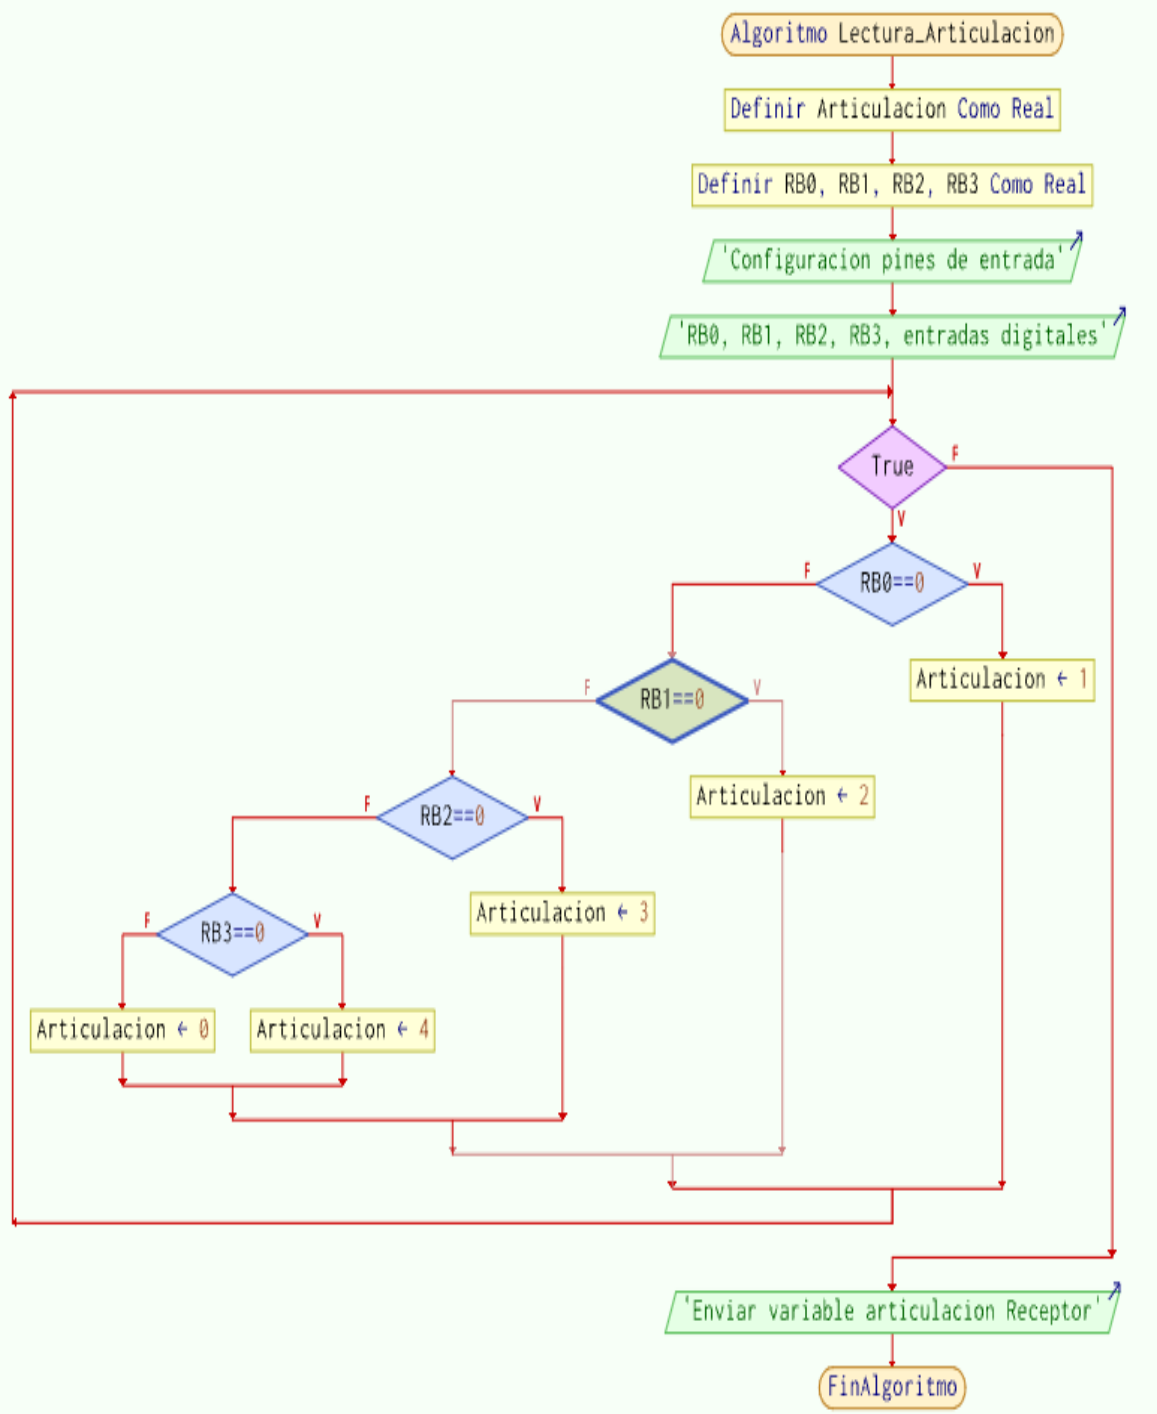 Algoritmo Lectura_Articulacion
Definir Articulacion Como Real
Definir RB0, RB1, RB2, RB3 Como Real
'Configuracion pines de entrada'
'RB0, RB1, RB2, RB3, entradas digitales'
True
F
V
RB0==0
F
V
Articulacion ← 1
RB1==0
F
V
Articulacion ← 2
RB2==0
F
V
Articulacion ← 3
RB3==0
F
V
Articulacion ← 0
Articulacion ← 4
'Enviar variable articulacion Receptor'
FinAlgoritmo